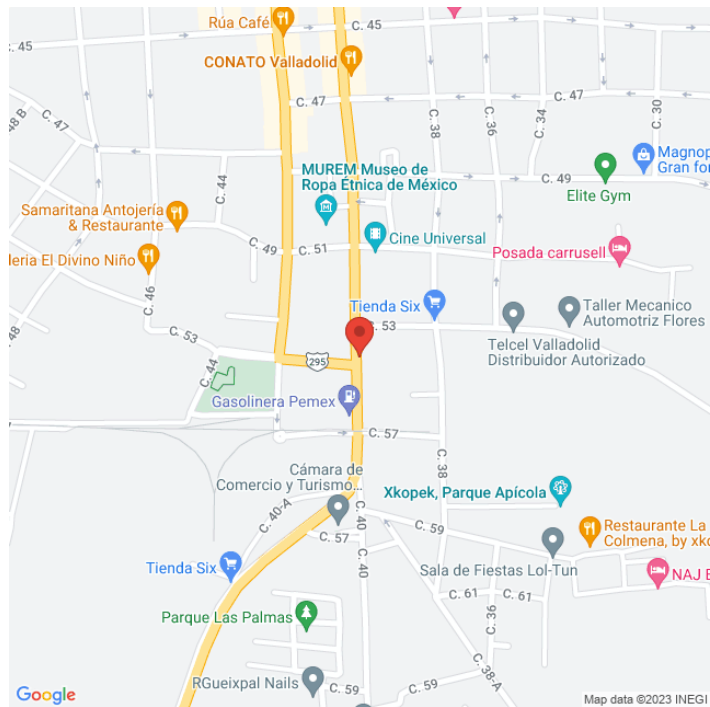 Rúa Café
C. 45
C. 45
CONATO Valladolid
C. 47
C. 47
C. 48 B
C. 47
C. 38
C. 36
C. 34
C. 30
Magnop
Gran for
MUREM Museo de
Ropa Étnica de México
C. 44
C. 49
Elite Gym
Samaritana Antojería
& Restaurante
C. 49
C. 51
Cine Universal
Posada carrusell
leria El Divino Niño
C. 46
Tienda Six
Taller Mecanico
Automotriz Flores
C. 48
C. 53
C. 53
Telcel Valladolid
Distribuidor Autorizado
295
C. 44
Gasolinera Pemex
C. 57
C. 38
Cámara de
Comercio y Turismo...
Xkopek, Parque Apícola
C. 40-A
C. 40
C. 59
Restaurante La
Colmena, by xko
C. 57
C. 40
Tienda Six
Sala de Fiestas Lol-Tun
NAJ E
C. 61
C. 61
C. 36
Parque Las Palmas
C. 38-A
RGueixpal Nails
C. 59
C. 59
Google
Map data ©2023 INEGI